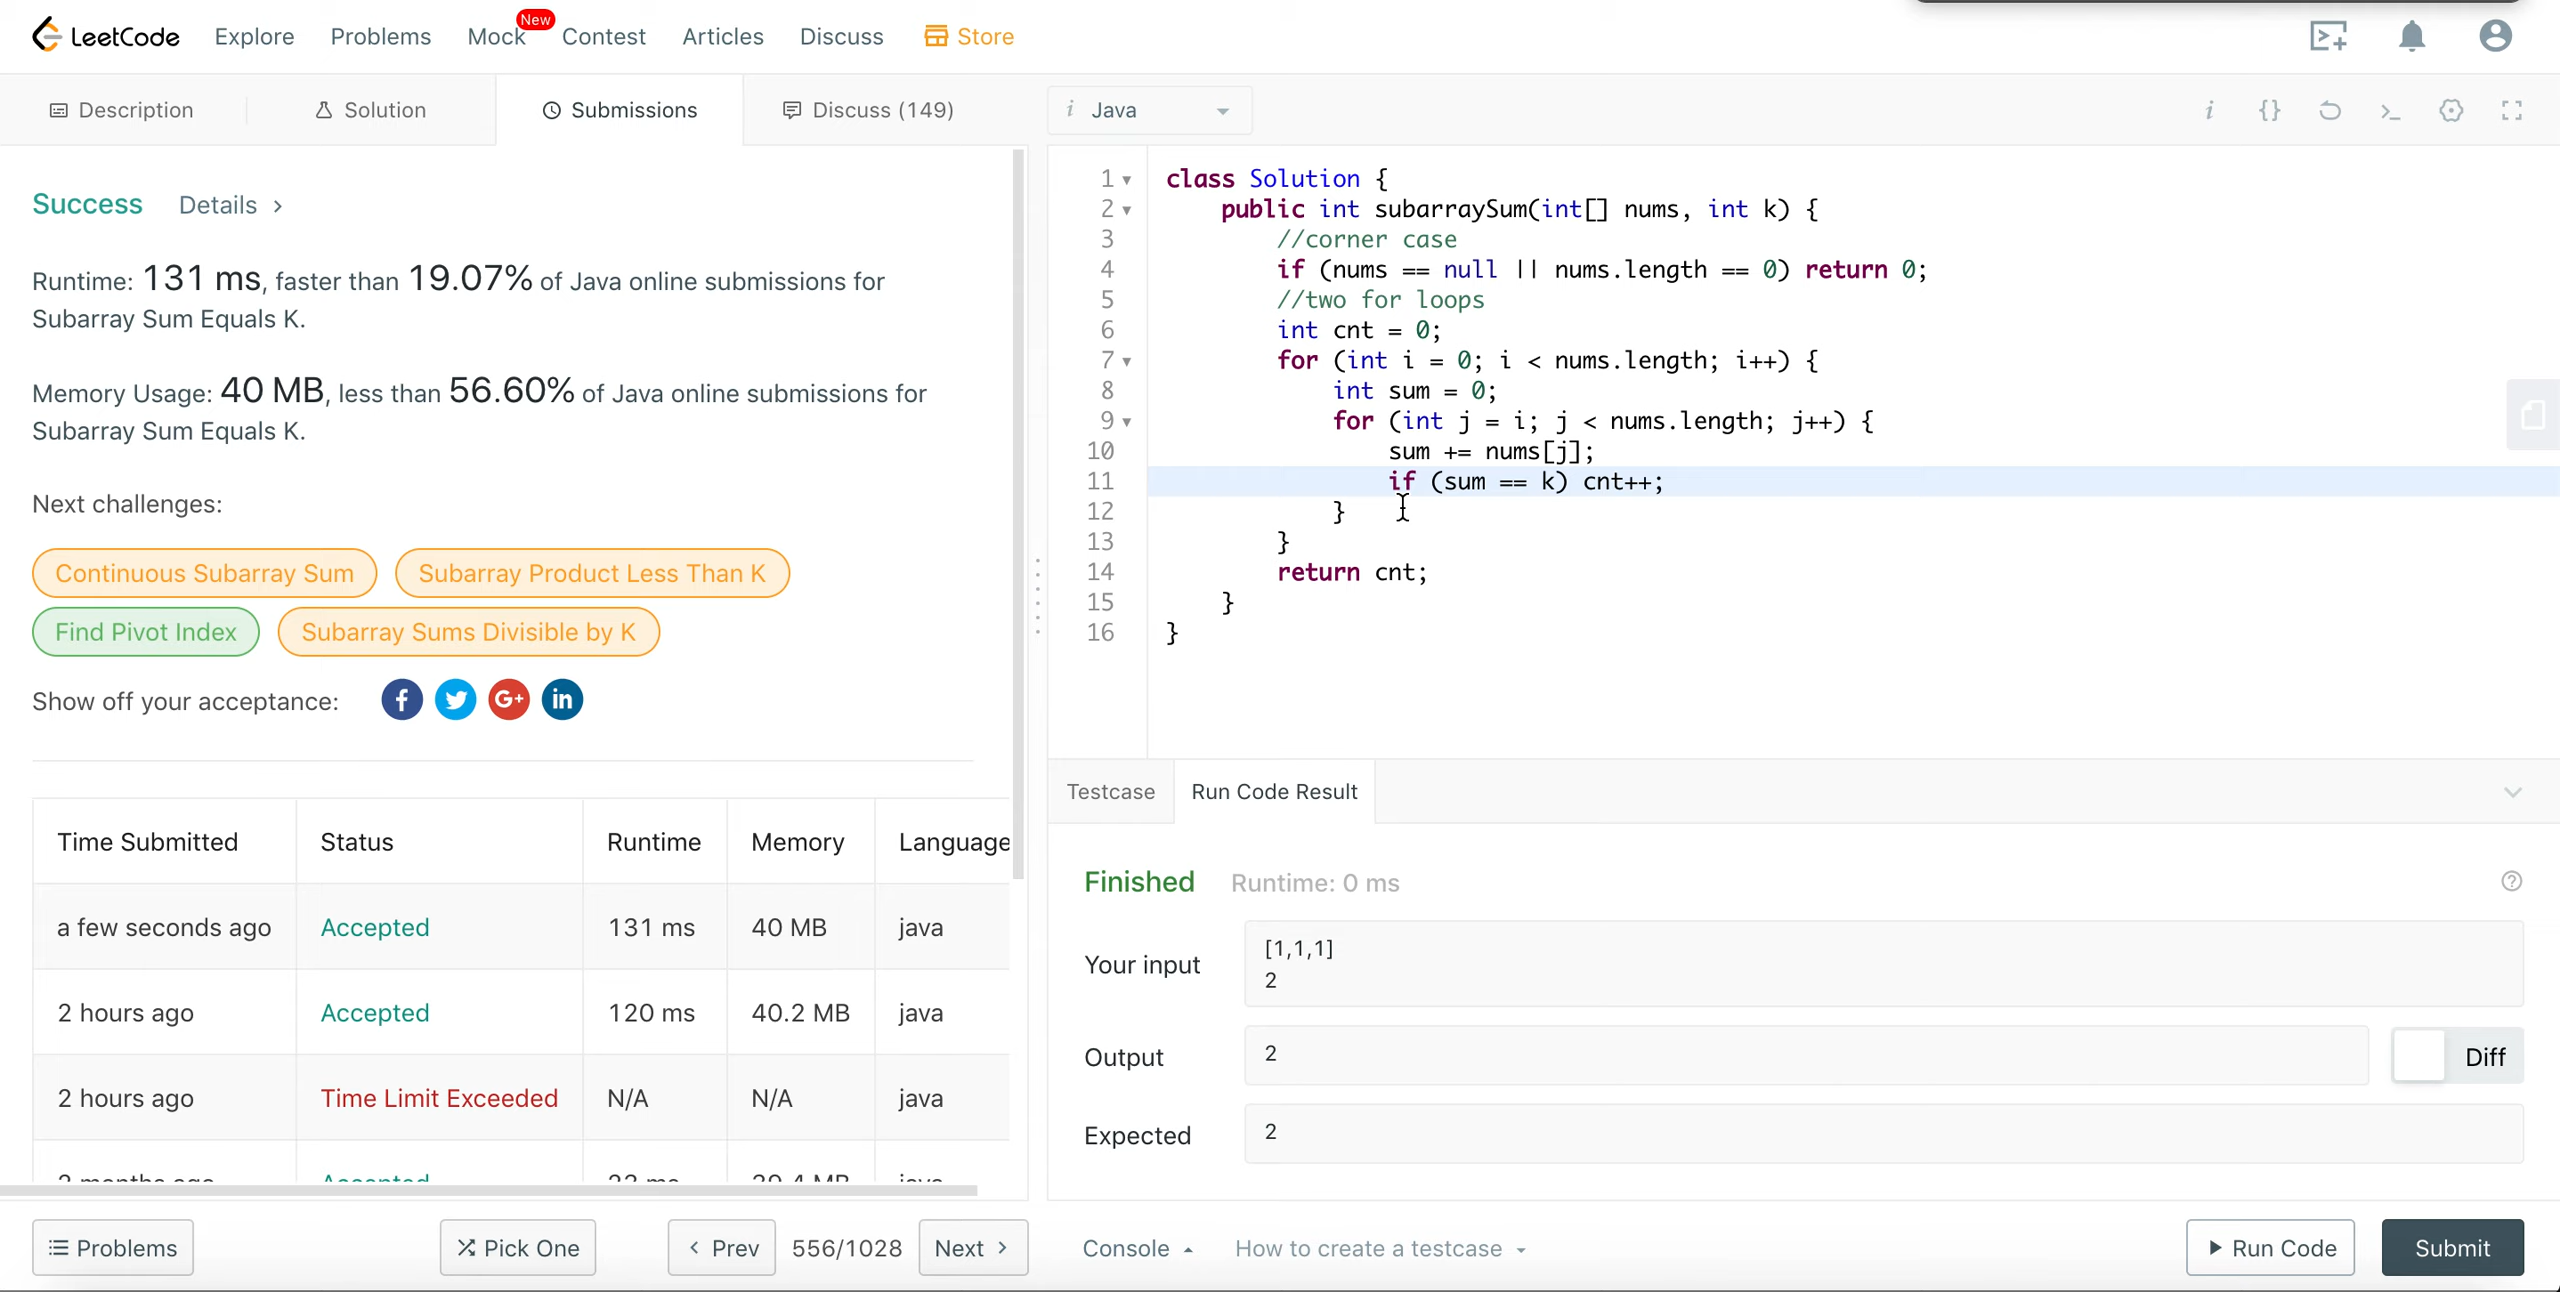 LeetCode Explore Problems Mock New Contest Articles Discuss Store
Description Solution Submissions Discuss (149)
i Java
i {} >_
Success Details >
Runtime: 131 ms, faster than 19.07% of Java online submissions for
Subarray Sum Equals K.
Memory Usage: 40 MB, less than 56.60% of Java online submissions for
Subarray Sum Equals K.
Next challenges:
Continuous Subarray Sum Subarray Product Less Than K
Find Pivot Index Subarray Sums Divisible by K
Show off your acceptance: f G+ in
Time Submitted Status Runtime Memory Language
a few seconds ago Accepted 131 ms 40 MB java
2 hours ago Accepted 120 ms 40.2 MB java
2 hours ago Time Limit Exceeded N/A N/A java
Problems Pick One < Prev 556/1028 Next >
1 class Solution {
2 public int subarraySum(int[] nums, int k) {
3 //corner case
4 if (nums == null || nums.length == 0) return 0;
5 //two for loops
6 int cnt = 0;
7 for (int i = 0; i < nums.length; i++) {
8 int sum = 0;
9 for (int j = i; j < nums.length; j++) {
10 sum += nums[j];
11 if (sum == k) cnt++;
12 }
13 }
14 return cnt;
15 }
16 }
Testcase Run Code Result
Finished Runtime: 0 ms
Your input
[1,1,1]
2
Output 2 Diff
Expected 2
Console How to create a testcase Run Code Submit